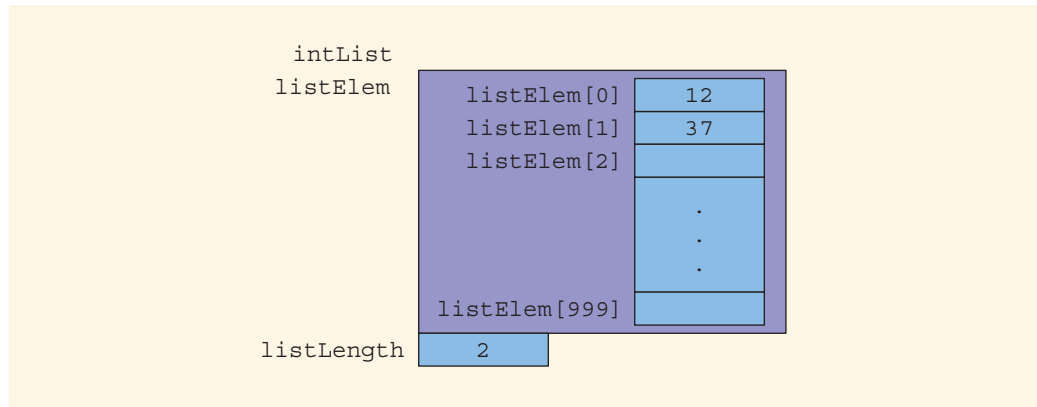 intList
listElem
listElem[0] 12
listElem[1] 37
listElem[2]
.
.
.
listElem[999]
listLength 2